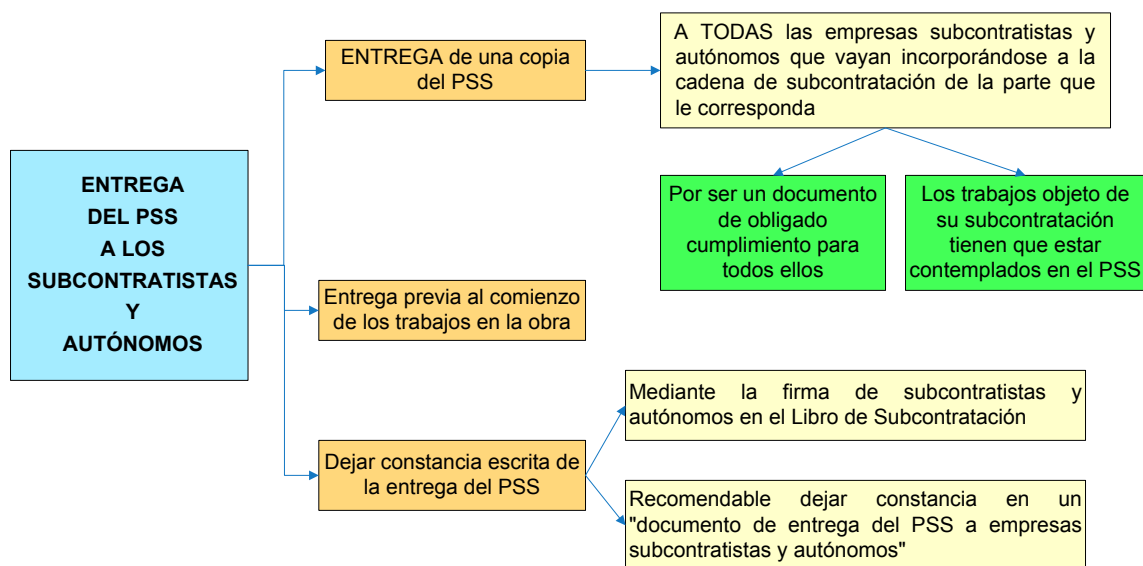 ENTREGA
DEL PSS
A LOS
SUBCONTRATISTAS
Y
AUTÓNOMOS
ENTREGA de una copia
del PSS
A TODAS las empresas subcontratistas y
autónomos que vayan incorporándose a la
cadena de subcontratación de la parte que
le corresponda
Por ser un documento
de obligado
cumplimiento para
todos ellos
Los trabajos objeto de
su subcontratación
tienen que estar
contemplados en el PSS
Entrega previa al comienzo
de los trabajos en la obra
Dejar constancia escrita de
la entrega del PSS
Mediante la firma de subcontratistas y
autónomos en el Libro de Subcontratación
Recomendable dejar constancia en un
"documento de entrega del PSS a empresas
subcontratistas y autónomos"